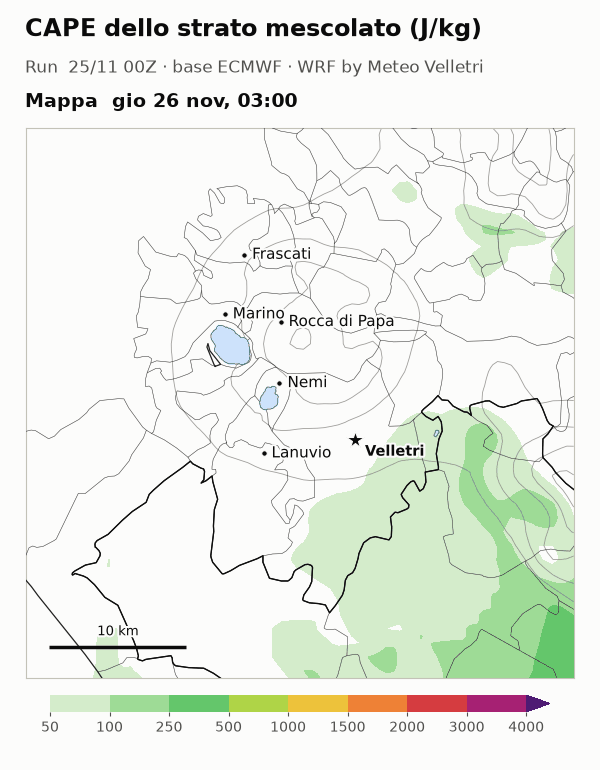 CAPE dello strato mescolato (J/kg)
Run 25/11 00Z · base ECMWF · WRF by Meteo Velletri
Mappa gio 26 nov, 03:00
Frascati
Marino
Rocca di Papa
Nemi
Velletri
Lanuvio
10 km
50 100 250 500 1000 1500 2000 3000 4000